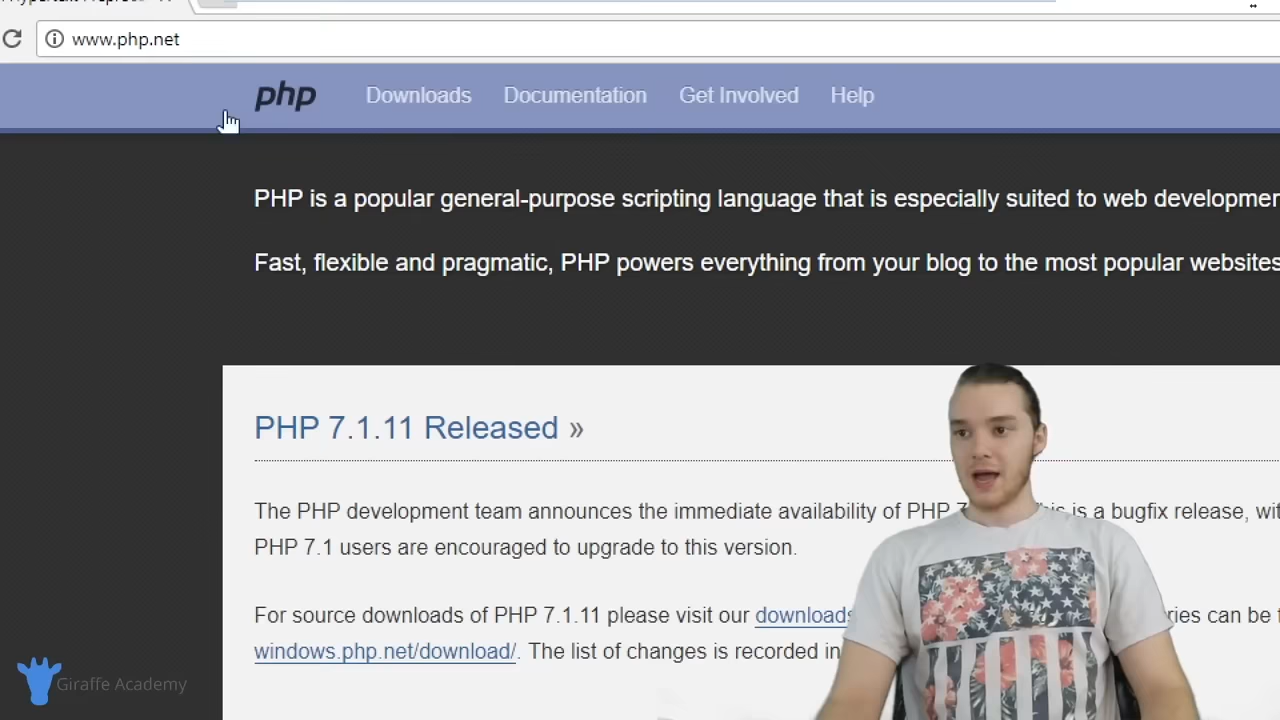 www.php.net
php Downloads Documentation Get Involved Help
PHP is a popular general-purpose scripting language that is especially suited to web
Fast, flexible and pragmatic, PHP powers everything from your blog to the most popular websites
PHP 7.1.11 Released »
The PHP development team announces the immediate availability of PHP is is a bugfix release,
PHP 7.1 users are encouraged to upgrade to this version.
For source downloads of PHP 7.1.11 please visit our downloads can be
windows.php.net/download/. The list of changes is recorded in
Giraffe Academy